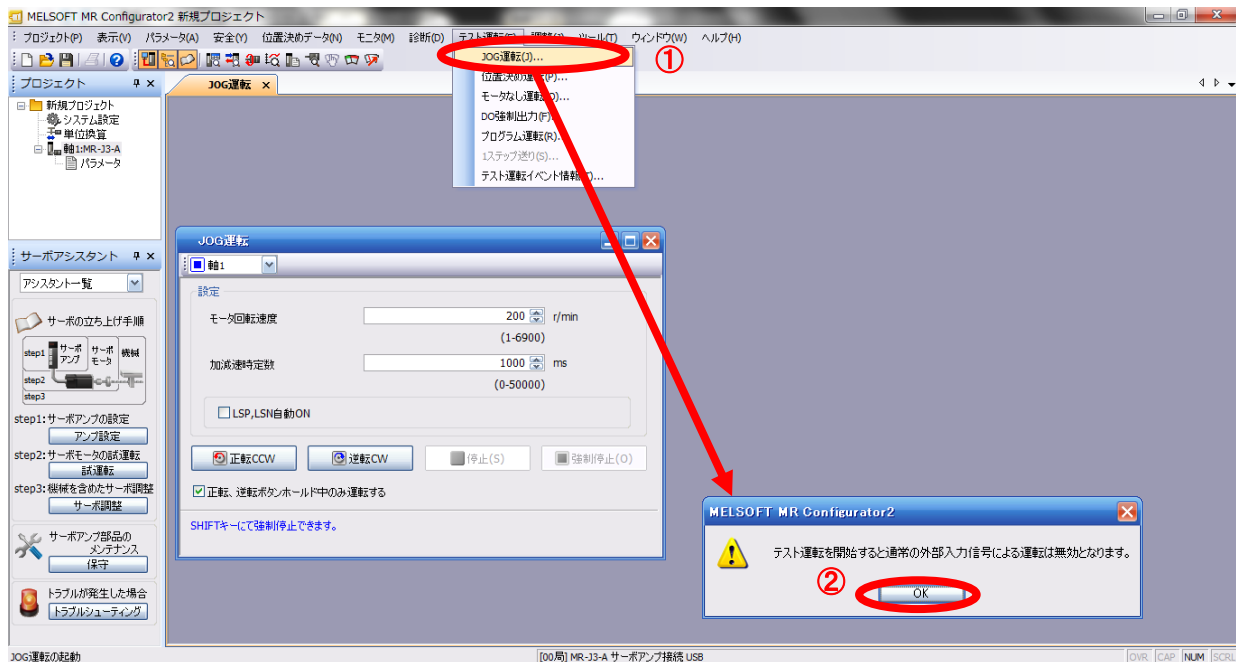 MELSOFT MR Configurator2 新規プロジェクト
プロジェクト(P) 表示(V) パラメータ(A) 安全(Y) 位置決めデータ(N) モニタ(M) 診断(D) テスト運転(E) 調整(J) ツール(T) ウィンドウ(W) ヘルプ(H)
JOG運転(J)...
①
位置決め運転(P)...
モータなし運転(O)...
DO強制出力(F)...
プログラム運転(R)...
1ステップ送り(S)...
テスト運転イベント情報
プロジェクト
新規プロジェクト
システム設定
単位換算
軸1:MR-J3-A
パラメータ
JOG運転
サーボアシスタント
アシスタント一覧
サーボの立ち上げ手順
step1 サーボアンプ サーボモータ 機械
step2
step3
step1:サーボアンプの設定
アンプ設定
step2:サーボモータの試運転
試運転
step3:機械を含めたサーボ調整
サーボ調整
サーボアンプ部品の
メンテナンス
保守
トラブルが発生した場合
トラブルシューティング
JOG運転
軸1
設定
モータ回転速度 200 r/min
(1-6900)
加減速時定数 1000 ms
(0-50000)
LSP,LSN自動ON
正転CCW 逆転CW 停止(S) 強制停止(O)
正転、逆転ボタンホールド中のみ運転する
SHIFTキーにて強制停止できます。
MELSOFT MR Configurator2
テスト運転を開始すると通常の外部入力信号による運転は無効となります。
②
OK
JOG運転の起動 [00局] MR-J3-A サーボアンプ接続 USB OVR CAP NUM SCRL